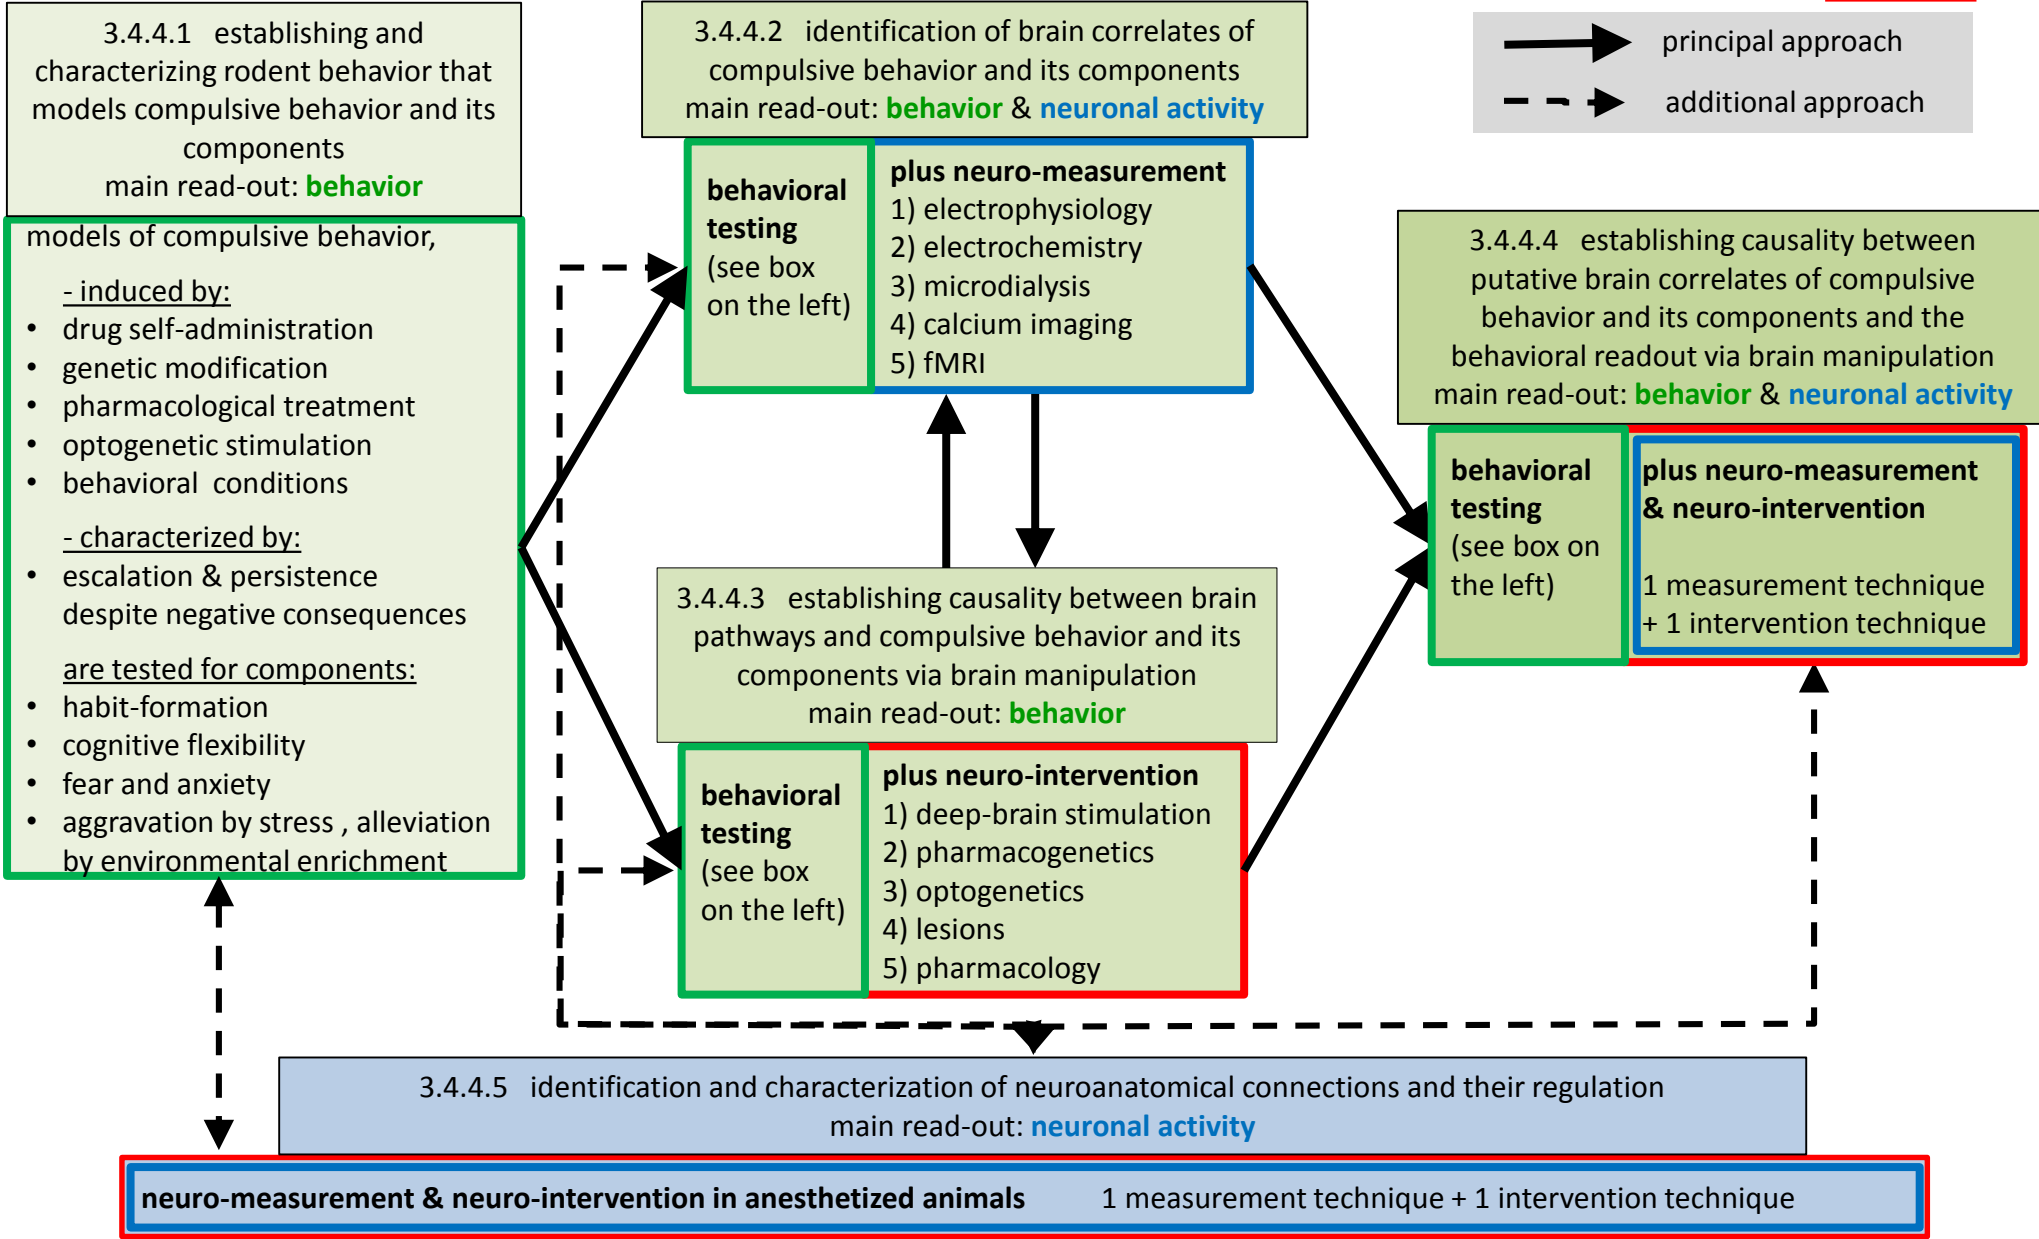 3.4.4.1 establishing and
characterizing rodent behavior that
models compulsive behavior and its
components
main read-out: behavior
models of compulsive behavior,
- induced by:
• drug self-administration
• genetic modification
• pharmacological treatment
• optogenetic stimulation
• behavioral conditions
- characterized by:
• escalation & persistence
despite negative consequences
are tested for components:
• habit-formation
• cognitive flexibility
• fear and anxiety
• aggravation by stress , alleviation
by environmental enrichment
3.4.4.2 identification of brain correlates of
compulsive behavior and its components
main read-out: behavior & neuronal activity
behavioral
testing
(see box
on the left)
plus neuro-measurement
1) electrophysiology
2) electrochemistry
3) microdialysis
4) calcium imaging
5) fMRI
principal approach
additional approach
3.4.4.3 establishing causality between brain
pathways and compulsive behavior and its
components via brain manipulation
main read-out: behavior
behavioral
testing
(see box
on the left)
plus neuro-intervention
1) deep-brain stimulation
2) pharmacogenetics
3) optogenetics
4) lesions
5) pharmacology
3.4.4.4 establishing causality between
putative brain correlates of compulsive
behavior and its components and the
behavioral readout via brain manipulation
main read-out: behavior & neuronal activity
behavioral
testing
(see box on
the left)
plus neuro-measurement
& neuro-intervention
1 measurement technique
+ 1 intervention technique
3.4.4.5 identification and characterization of neuroanatomical connections and their regulation
main read-out: neuronal activity
neuro-measurement & neuro-intervention in anesthetized animals 1 measurement technique + 1 intervention technique